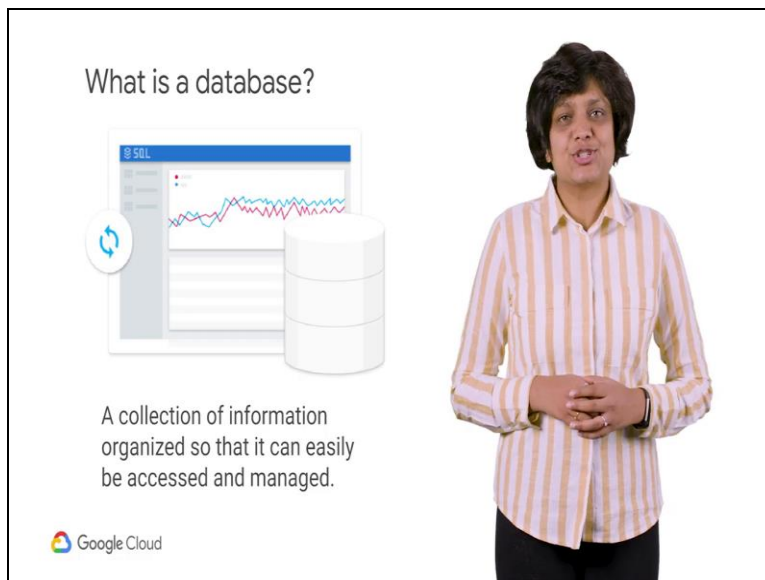 What is a database?
SQL
A collection of information
organized so that it can easily
be accessed and managed.
Google Cloud